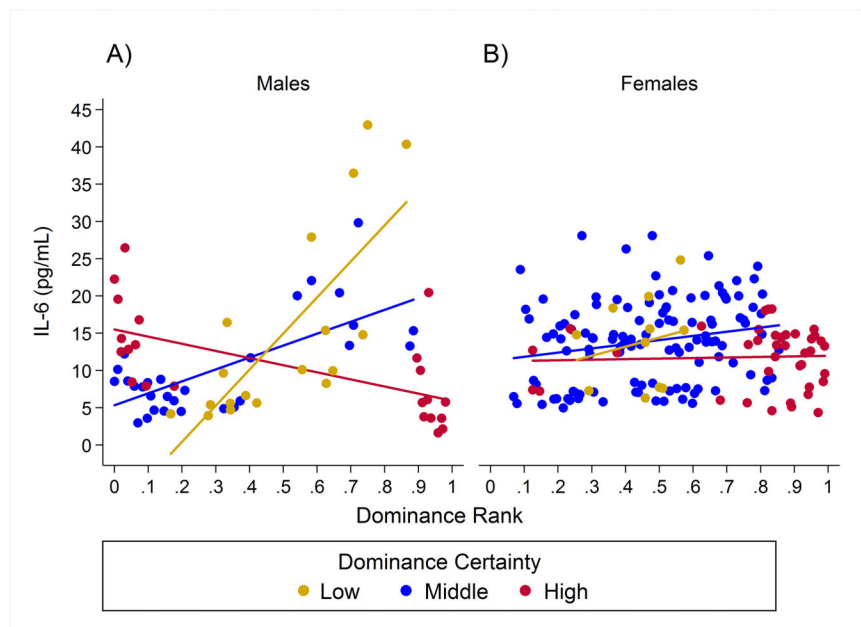 A)
B)
Males
Females
IL-6 (pg/mL)
45
40
35
30
25
20
15
10
5
0
0 .1 .2 .3 .4 .5 .6 .7 .8 .9 1
0 .1 .2 .3 .4 .5 .6 .7 .8 .9 1
Dominance Rank
Dominance Certainty
Low Middle High